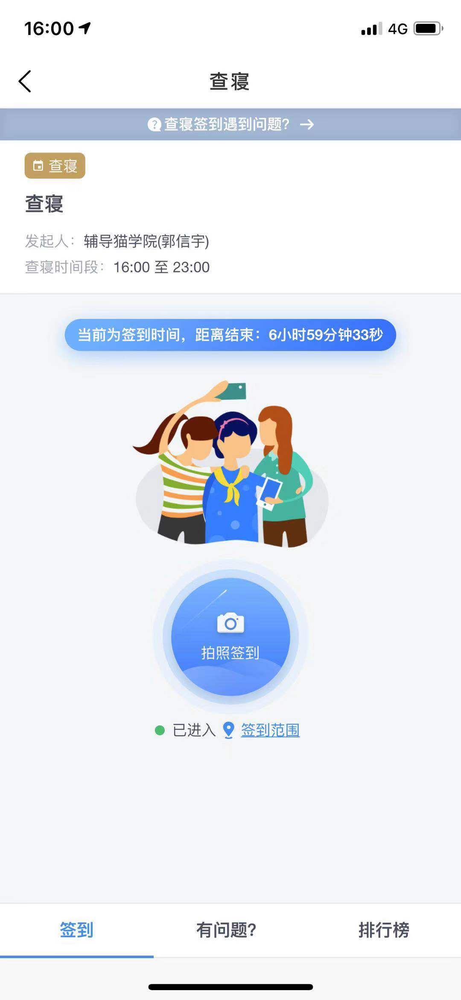 16:00 4G
查寝
查寝签到遇到问题? →
查寝
查寝
发起人：辅导猫学院(郭信宇)
查寝时间段：16:00 至 23:00
当前为签到时间，距离结束：6小时59分钟33秒
拍照签到
已进入 签到范围
签到 有问题? 排行榜